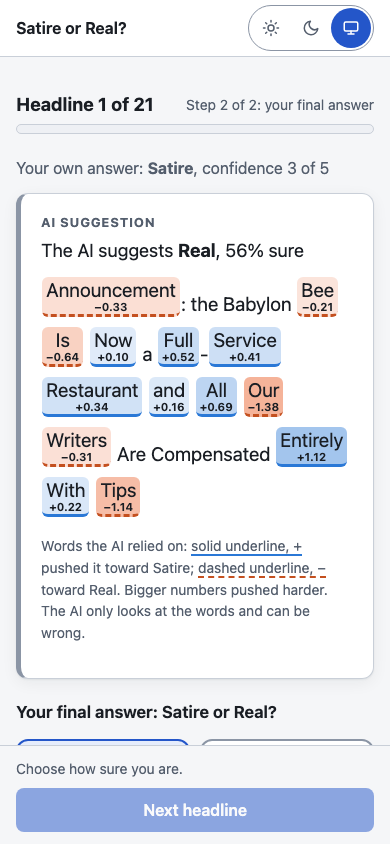 Satire or Real?
Headline 1 of 21 Step 2 of 2: your final answer
Your own answer: Satire, confidence 3 of 5
AI SUGGESTION
The AI suggests Real, 56% sure
Announcement : the Babylon Bee
−0.33 −0.21
Is Now a Full - Service
−0.64 +0.10 +0.52 +0.41
Restaurant and All Our
+0.34 +0.16 +0.69 −1.38
Writers Are Compensated Entirely
−0.31 +1.12
With Tips
+0.22 −1.14
Words the AI relied on: solid underline, +
pushed it toward Satire; dashed underline, −
toward Real. Bigger numbers pushed harder.
The AI only looks at the words and can be
wrong.
Your final answer: Satire or Real?
Choose how sure you are.
Next headline